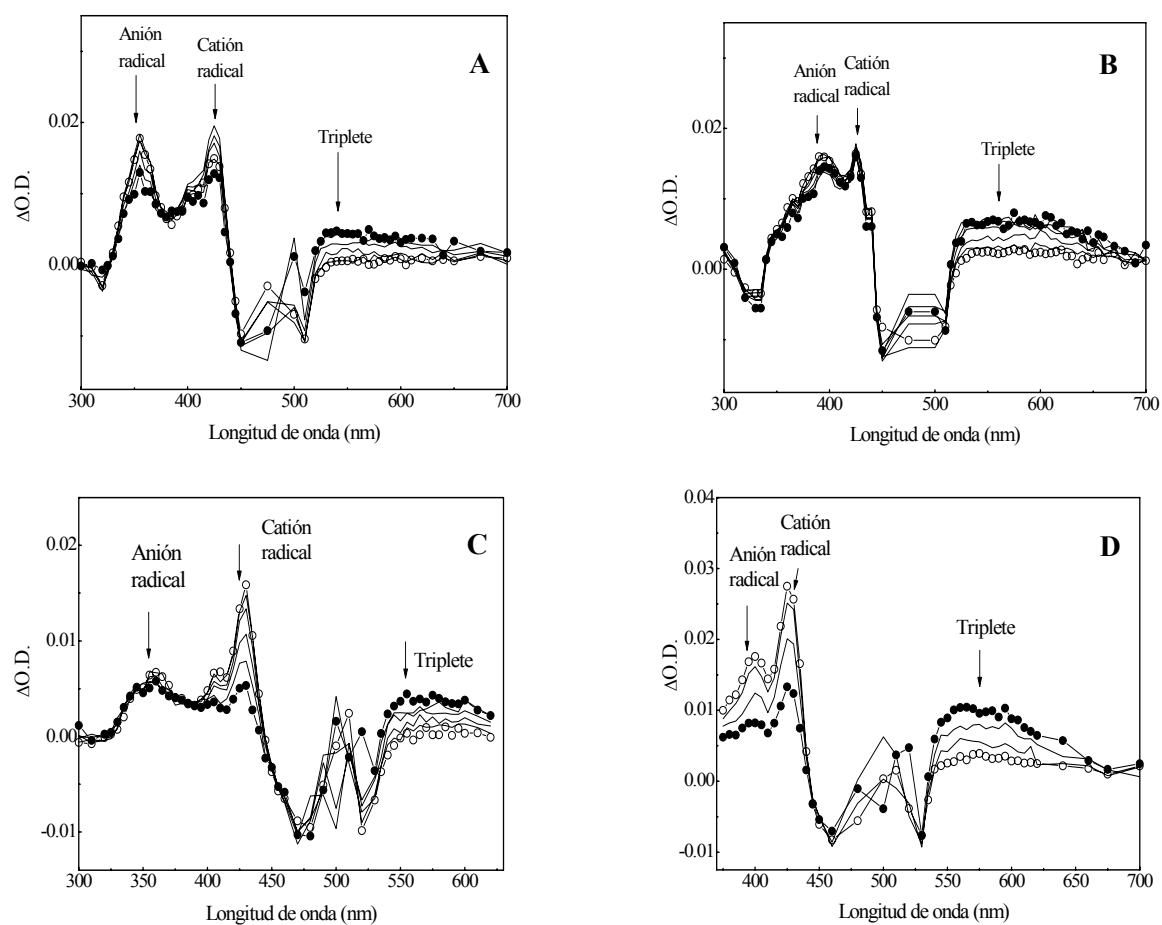 Anión
radical
Catión
radical
A
Triplete
ΔO.D.
0.02
0.00
300 400 500 600 700
Longitud de onda (nm)
Anión
radical
Catión
radical
B
Triplete
ΔO.D.
0.02
0.00
300 400 500 600 700
Longitud de onda (nm)
Anión
radical
Catión
radical
C
Triplete
ΔO.D.
0.02
0.01
0.00
-0.01
300 350 400 450 500 550 600
Longitud de onda (nm)
Anión
radical
Catión
radical
D
Triplete
ΔO.D.
0.04
0.03
0.02
0.01
0.00
-0.01
400 450 500 550 600 650 700
Longitud de onda (nm)